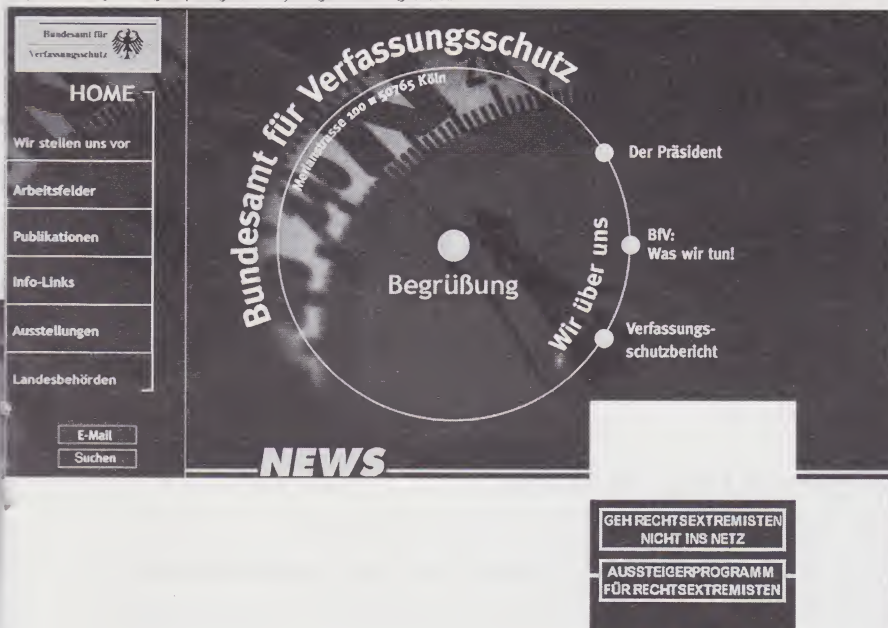 Bundesamt für
Verfassungsschutz
HOME
Wir stellen uns vor
Arbeitsfelder
Publikationen
Info-Links
Ausstellungen
Landesbehörden
E-Mail
Suchen
Bundesamt für Verfassungsschutz
Merianstrasse 100 ■ 50765 Köln
Begrüßung
Wir über uns
Der Präsident
BfV:
Was wir tun!
Verfassungs-
schutzbericht
NEWS
GEH RECHTSEXTREMISTEN
NICHT INS NETZ
AUSSTEIGERPROGRAMM
FÜR RECHTSEXTREMISTEN